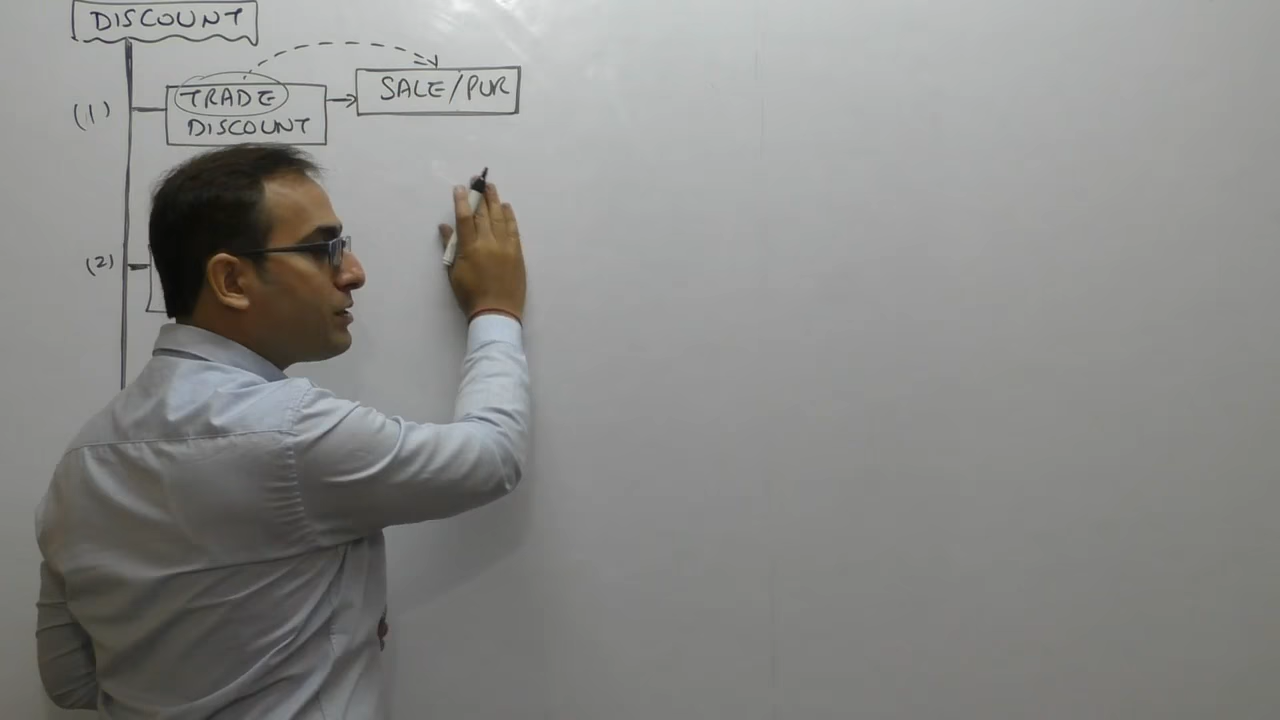 DISCOUNT
(1)
TRADE
DISCOUNT
SALE/PUR
(2)